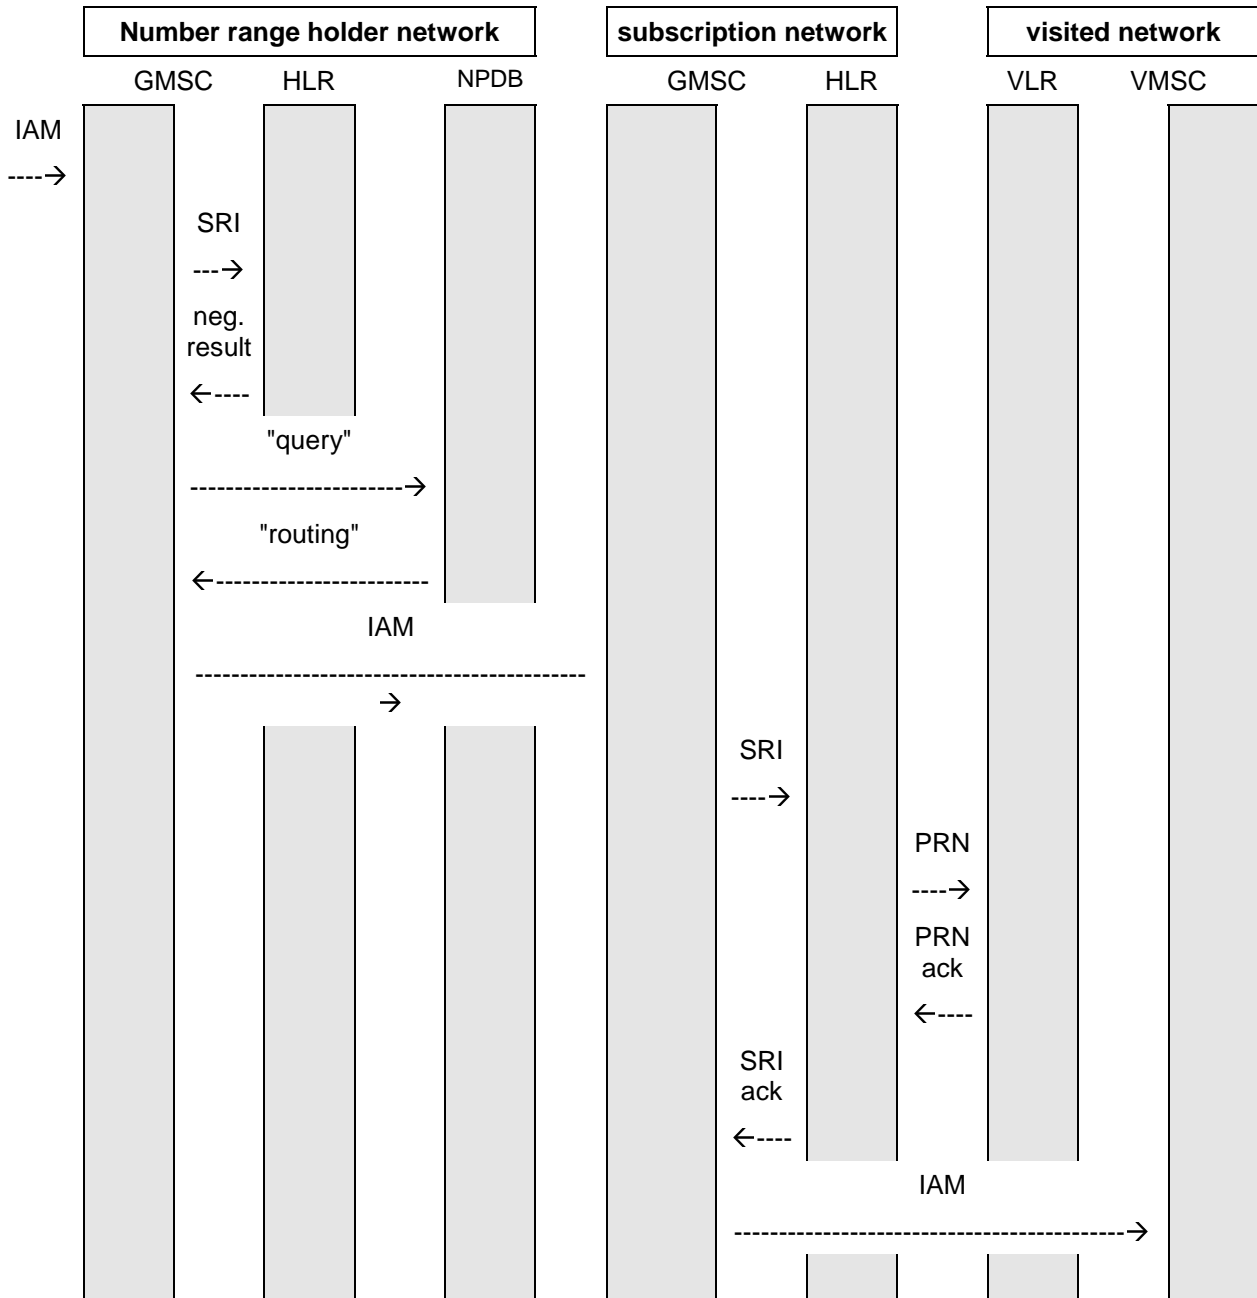 Number range holder network subscription network visited network
GMSC HLR NPDB GMSC HLR VLR VMSC
IAM
---->
SRI
--->
neg.
result
<----
"query"
------------------------>
"routing"
<------------------------
IAM
--------------------------------------------
>
SRI
---->
PRN
---->
PRN
ack
<----
SRI
ack
<----
IAM
-------------------------------------------->